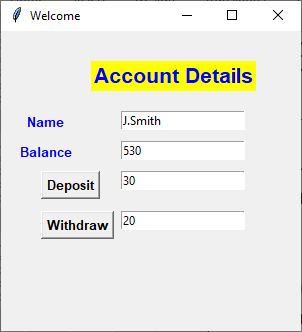 Welcome
Account Details
Name J.Smith
Balance 530
Deposit 30
Withdraw 20